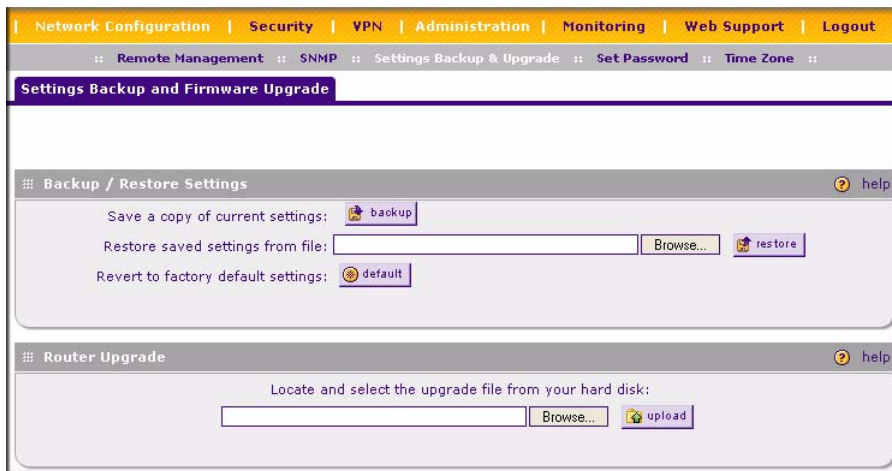 | Network Configuration | Security | VPN | Administration | Monitoring | Web Support | Logout
:: Remote Management :: SNMP :: Settings Backup & Upgrade :: Set Password :: Time Zone ::
Settings Backup and Firmware Upgrade
Backup / Restore Settings ? help
Save a copy of current settings: backup
Restore saved settings from file: Browse... restore
Revert to factory default settings: default
Router Upgrade ? help
Locate and select the upgrade file from your hard disk:
Browse... upload